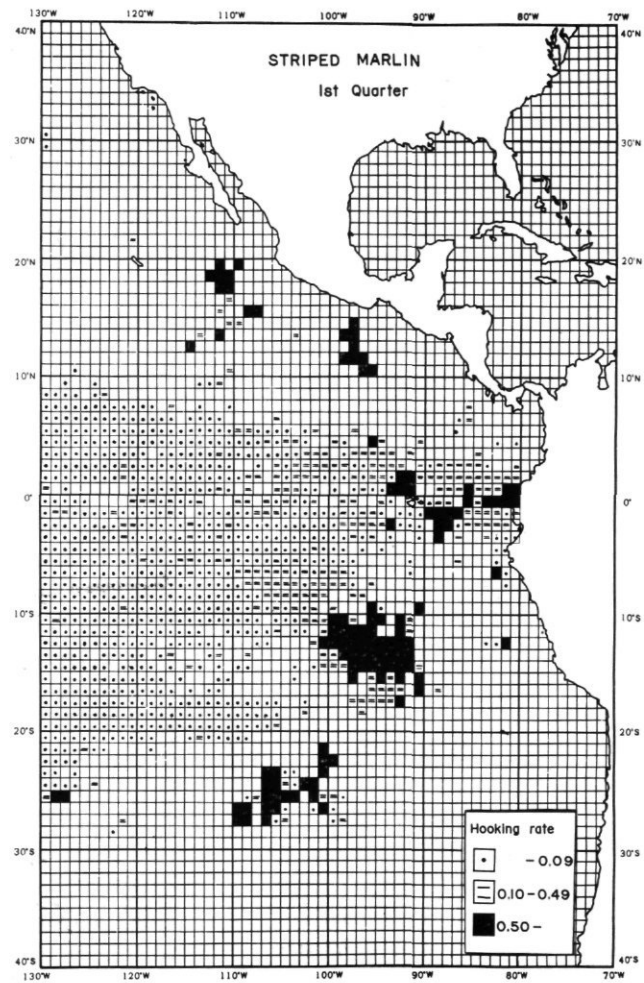 130°W 120° 110° 100° 90° 80° 70°W
40°N 40°N
STRIPED MARLIN
1st Quarter
30°N 30°N
20°N 20°N
10°N 10°N
0° 0°
10°S 10°S
20°S 20°S
Hooking rate
-0.09
30°S 30°S
0.10-0.49
0.50-
40°S 40°S
130°W 120° 110° 100° 90° 80° 70°W